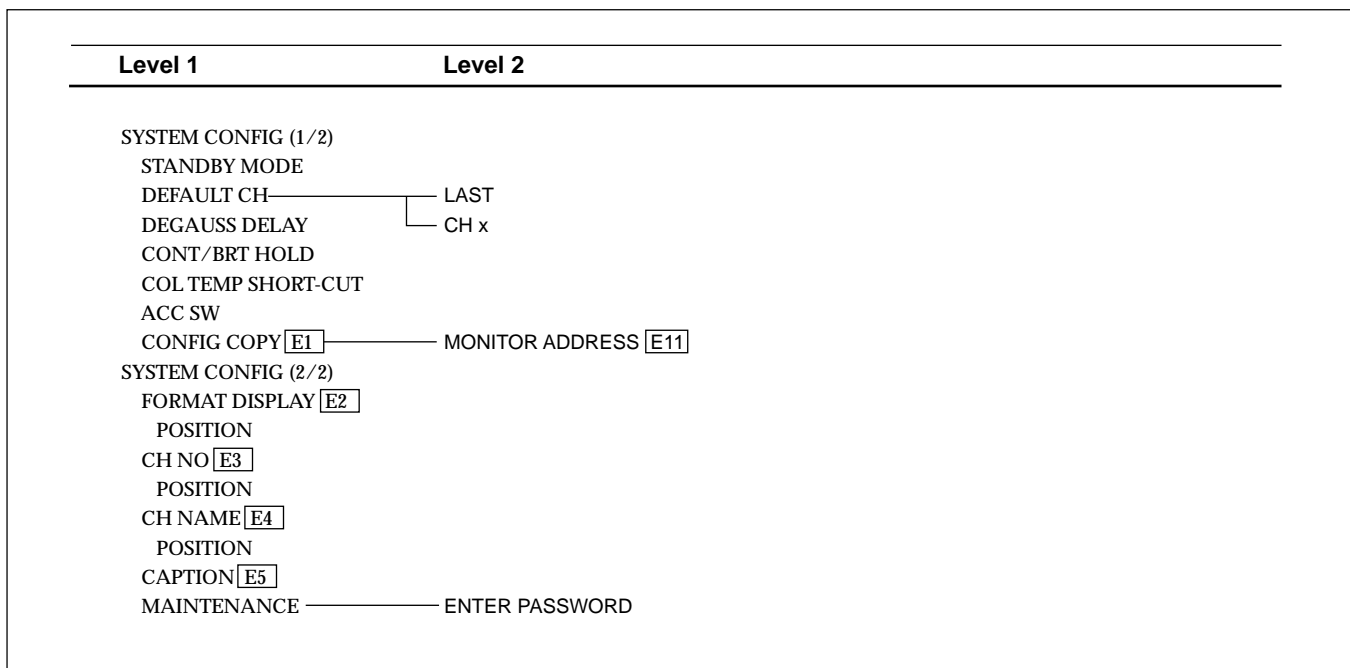 Level 1 Level 2
SYSTEM CONFIG (1/2)
STANDBY MODE
DEFAULT CH LAST
DEGAUSS DELAY CH x
CONT/BRT HOLD
COL TEMP SHORT-CUT
ACC SW
CONFIG COPY E1 MONITOR ADDRESS E11
SYSTEM CONFIG (2/2)
FORMAT DISPLAY E2
POSITION
CH NO E3
POSITION
CH NAME E4
POSITION
CAPTION E5
MAINTENANCE ENTER PASSWORD